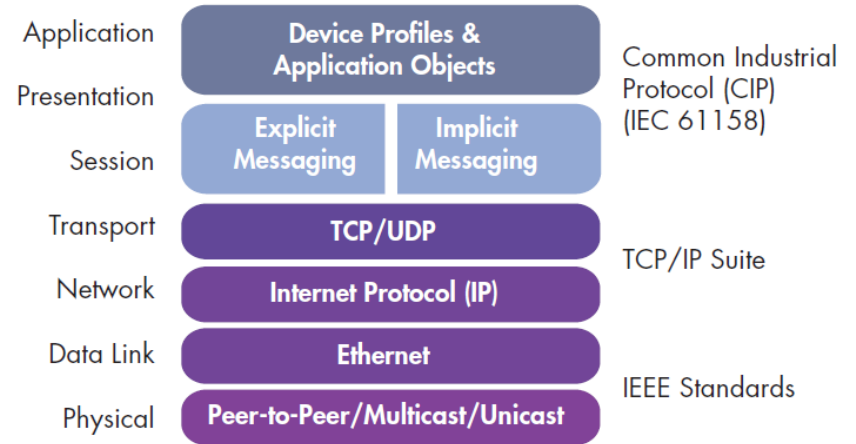 Application
Presentation
Session
Transport
Network
Data Link
Physical
Device Profiles &
Application Objects
Explicit
Messaging
Implicit
Messaging
TCP/UDP
Internet Protocol (IP)
Ethernet
Peer-to-Peer/Multicast/Unicast
Common Industrial
Protocol (CIP)
(IEC 61158)
TCP/IP Suite
IEEE Standards